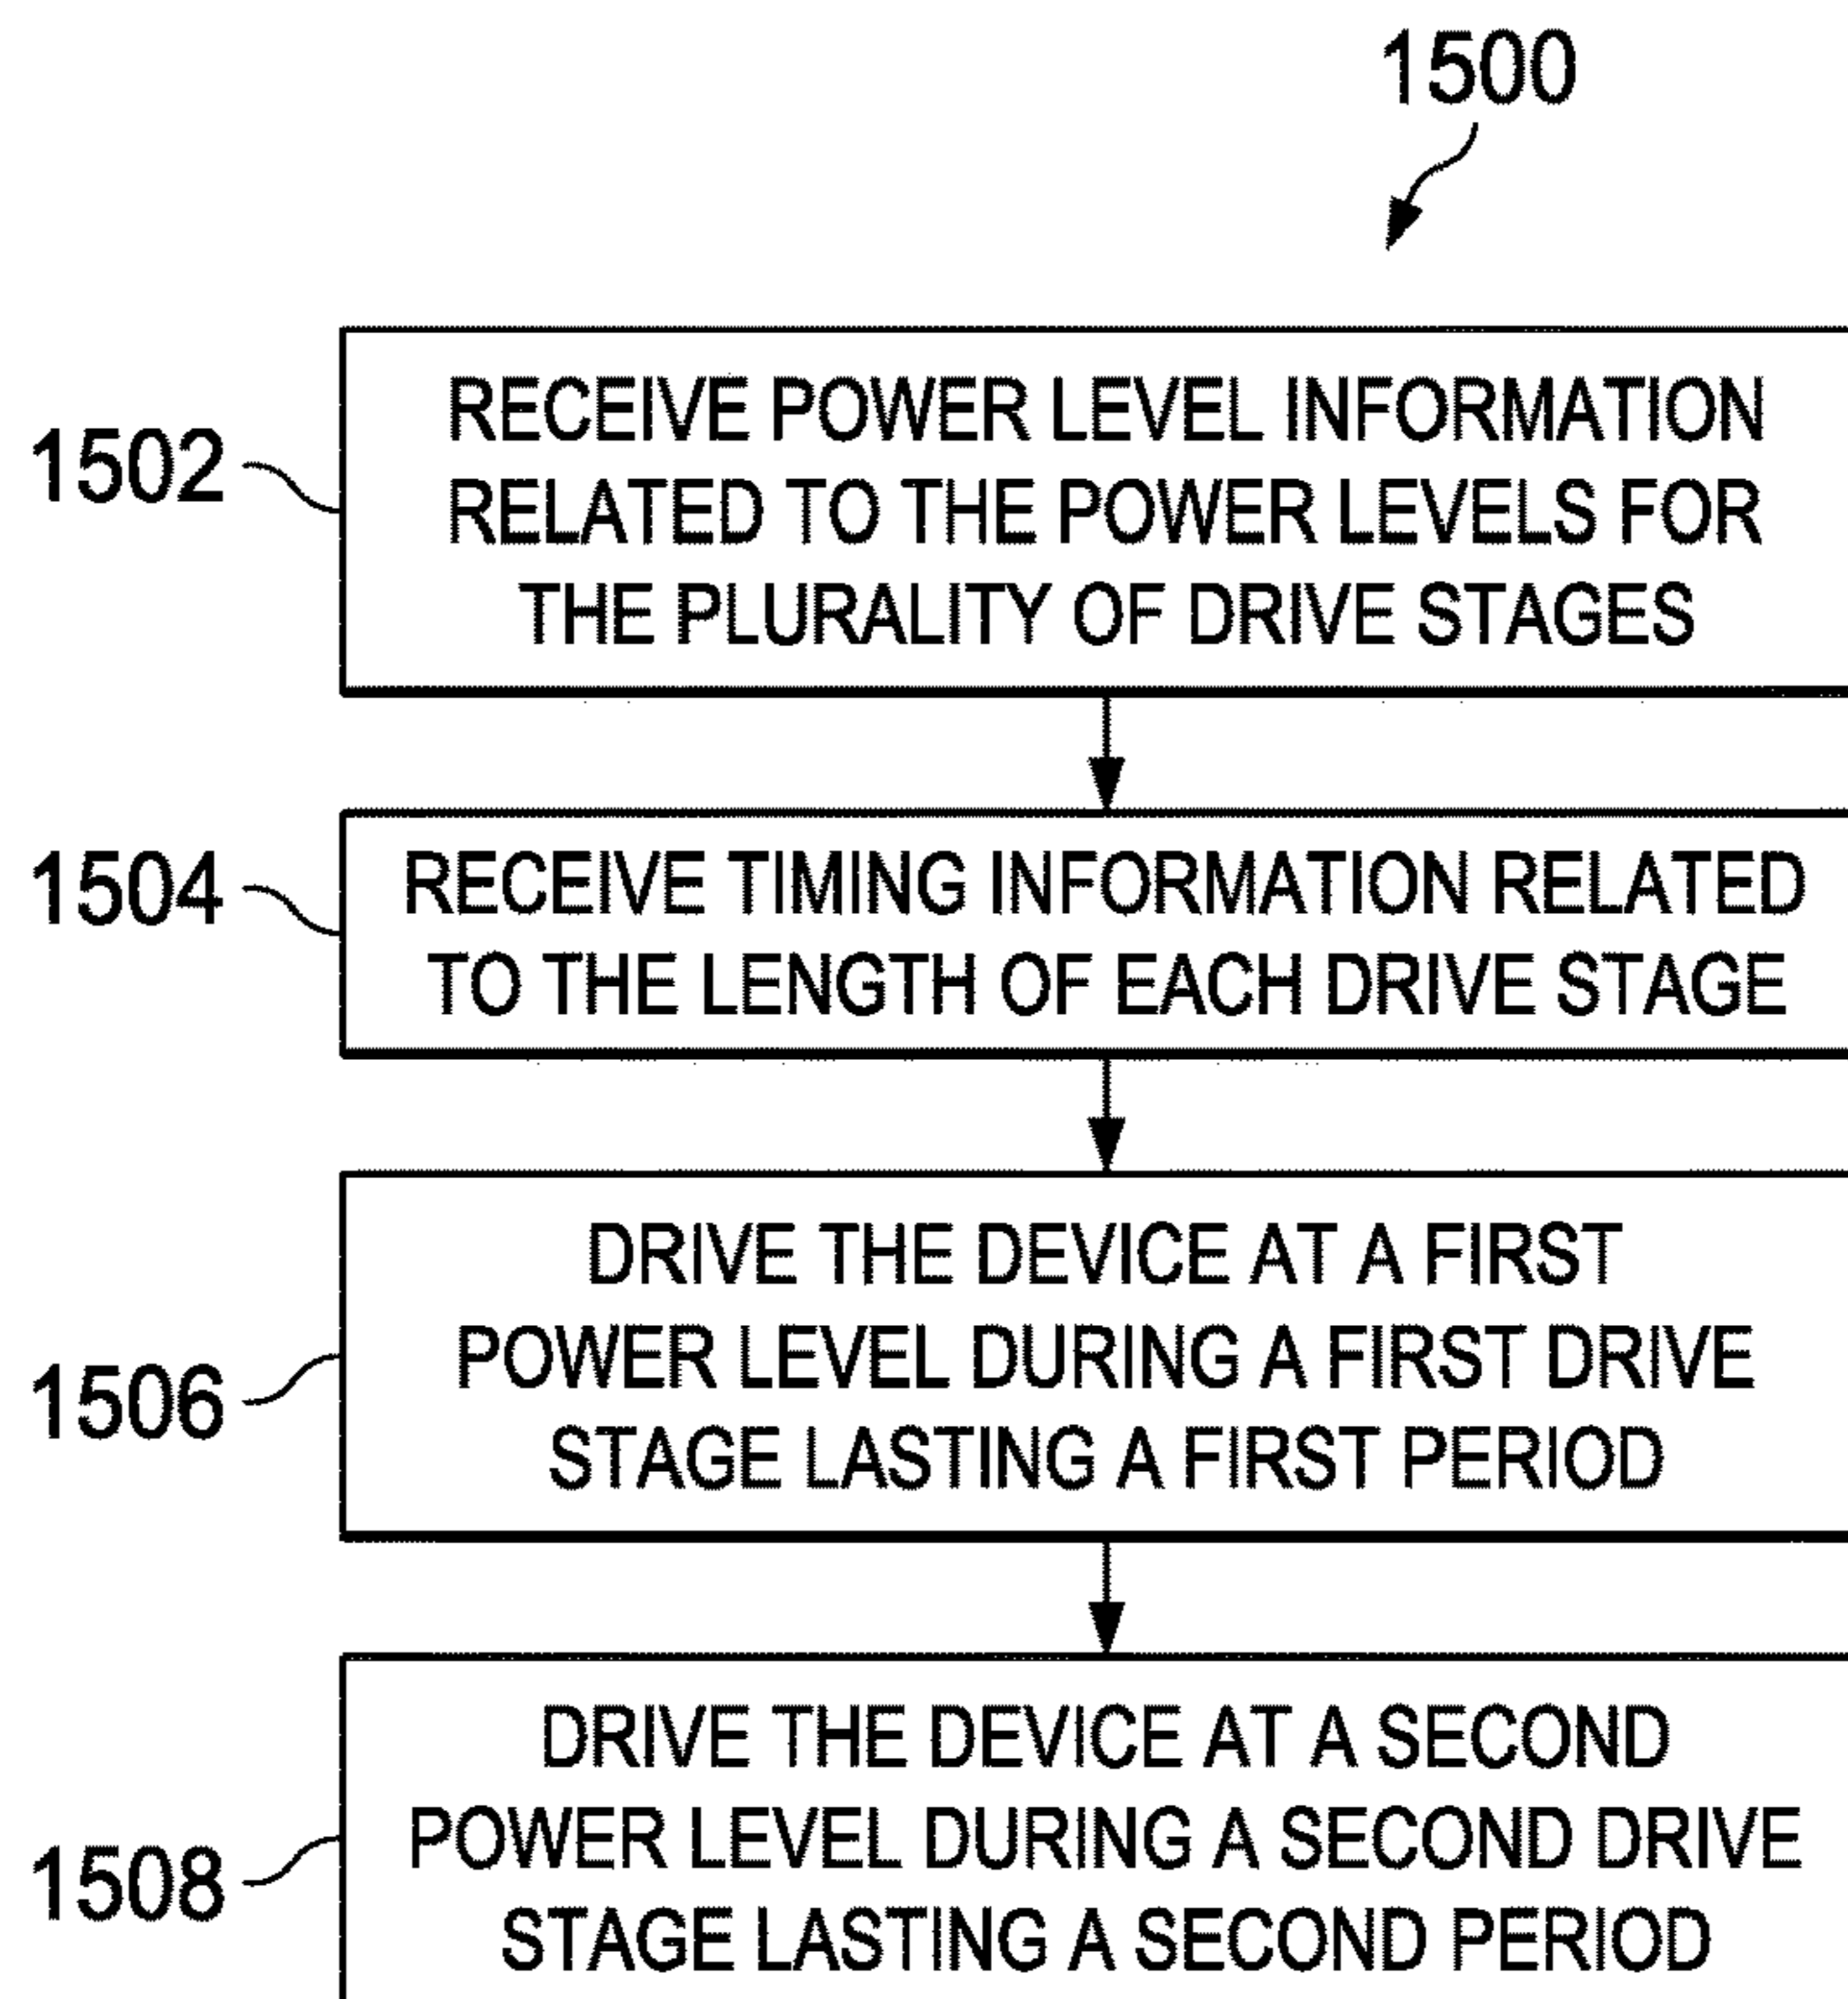 1500
1502
RECEIVE POWER LEVEL INFORMATION
RELATED TO THE POWER LEVELS FOR
THE PLURALITY OF DRIVE STAGES
1504
RECEIVE TIMING INFORMATION RELATED
TO THE LENGTH OF EACH DRIVE STAGE
1506
DRIVE THE DEVICE AT A FIRST
POWER LEVEL DURING A FIRST DRIVE
STAGE LASTING A FIRST PERIOD
1508
DRIVE THE DEVICE AT A SECOND
POWER LEVEL DURING A SECOND DRIVE
STAGE LASTING A SECOND PERIOD